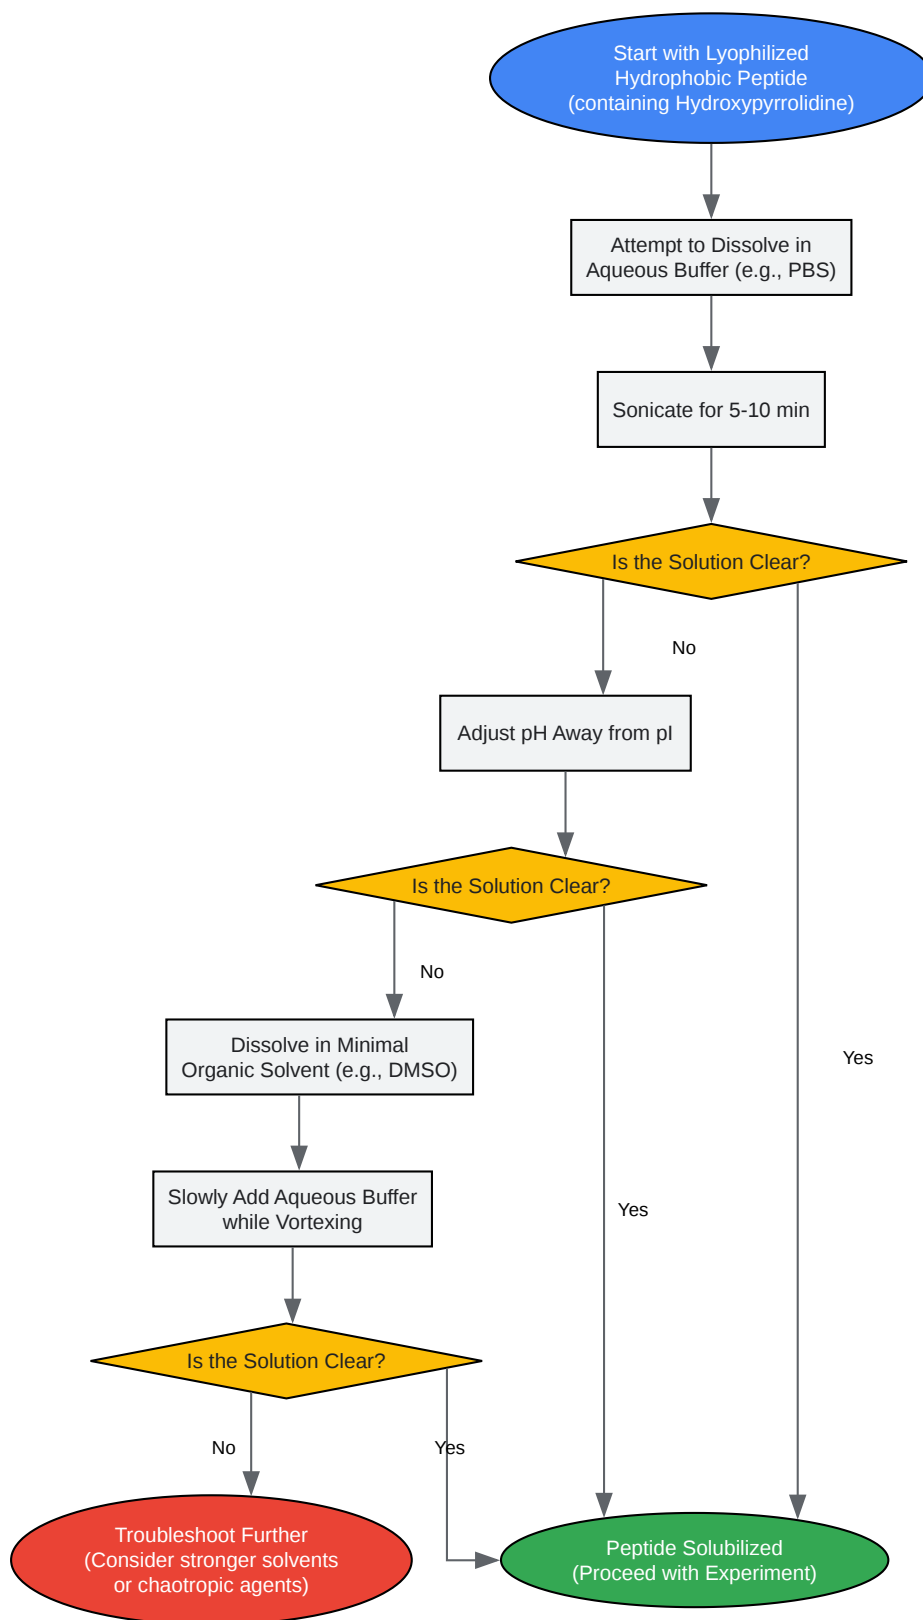 Start with Lyophilized
Hydrophobic Peptide
(containing Hydroxypyrrolidine)
Attempt to Dissolve in
Aqueous Buffer (e.g., PBS)
Sonicate for 5-10 min
Is the Solution Clear?
No
Adjust pH Away from pI
Is the Solution Clear?
No
Dissolve in Minimal
Organic Solvent (e.g., DMSO)
Yes
Slowly Add Aqueous Buffer
while Vortexing
Yes
Is the Solution Clear?
No
Yes
Troubleshoot Further
(Consider stronger solvents
or chaotropic agents)
Peptide Solubilized
(Proceed with Experiment)